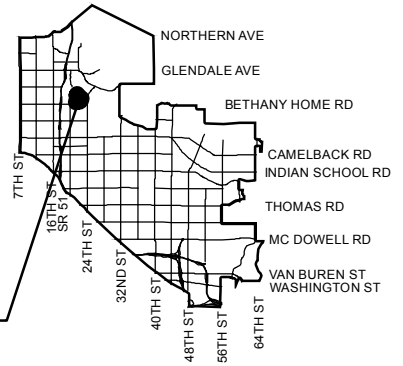 NORTHERN AVE
GLENDALE AVE
BETHANY HOME RD
CAMELBACK RD
INDIAN SCHOOL RD
THOMAS RD
MC DOWELL RD
VAN BUREN ST
WASHINGTON ST
7TH ST
16TH ST
SR 51
24TH ST
32ND ST
40TH ST
48TH ST
56TH ST
64TH ST